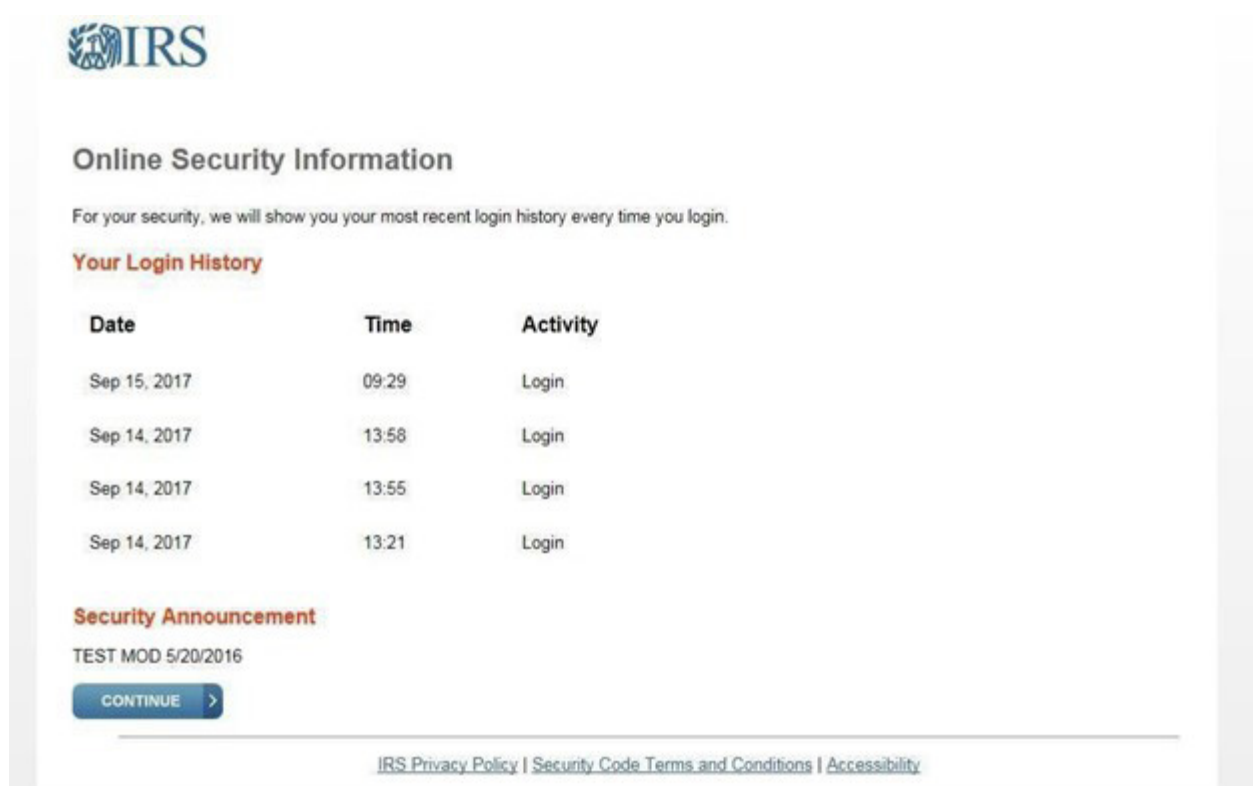 IRS
Online Security Information
For your security, we will show you your most recent login history every time you login.
Your Login History
Date Time Activity
Sep 15, 2017 09:29 Login
Sep 14, 2017 13:58 Login
Sep 14, 2017 13:55 Login
Sep 14, 2017 13:21 Login
Security Announcement
TEST MOD 5/20/2016
CONTINUE >
IRS Privacy Policy | Security Code Terms and Conditions | Accessibility